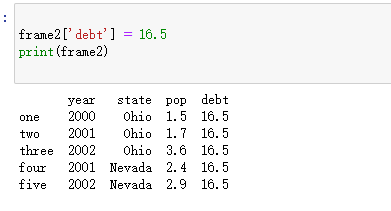 :
frame2['debt'] = 16.5
print(frame2)
year state pop debt
one 2000 Ohio 1.5 16.5
two 2001 Ohio 1.7 16.5
three 2002 Ohio 3.6 16.5
four 2001 Nevada 2.4 16.5
five 2002 Nevada 2.9 16.5